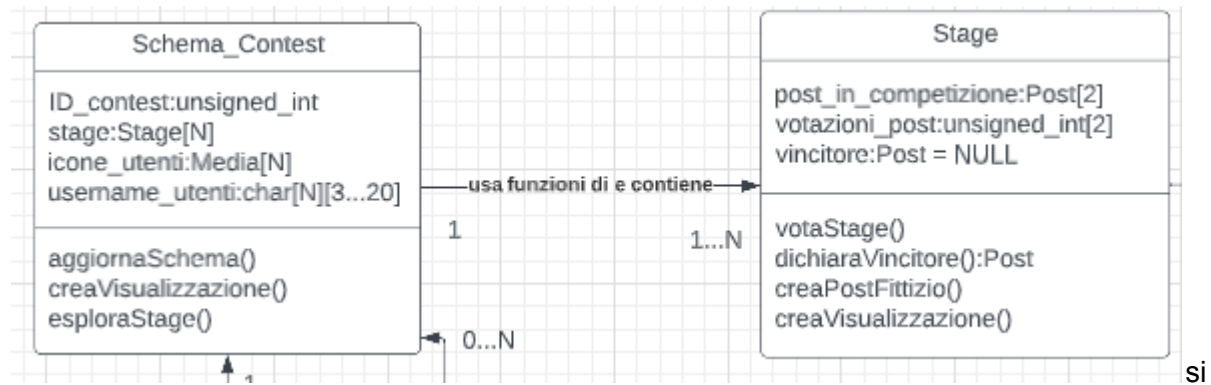 Schema_Contest
ID_contest:unsigned_int
stage:Stage[N]
icone_utenti:Media[N]
username_utenti:char[N][3...20]
aggiornaSchema()
creaVisualizzazione()
esploraStage()
usa funzioni di e contiene
1
1...N
Stage
post_in_competizione:Post[2]
votazioni_post:unsigned_int[2]
vincitore:Post = NULL
votaStage()
dichiaraVincitore():Post
creaPostFittizio()
creaVisualizzazione()
0...N
1
si